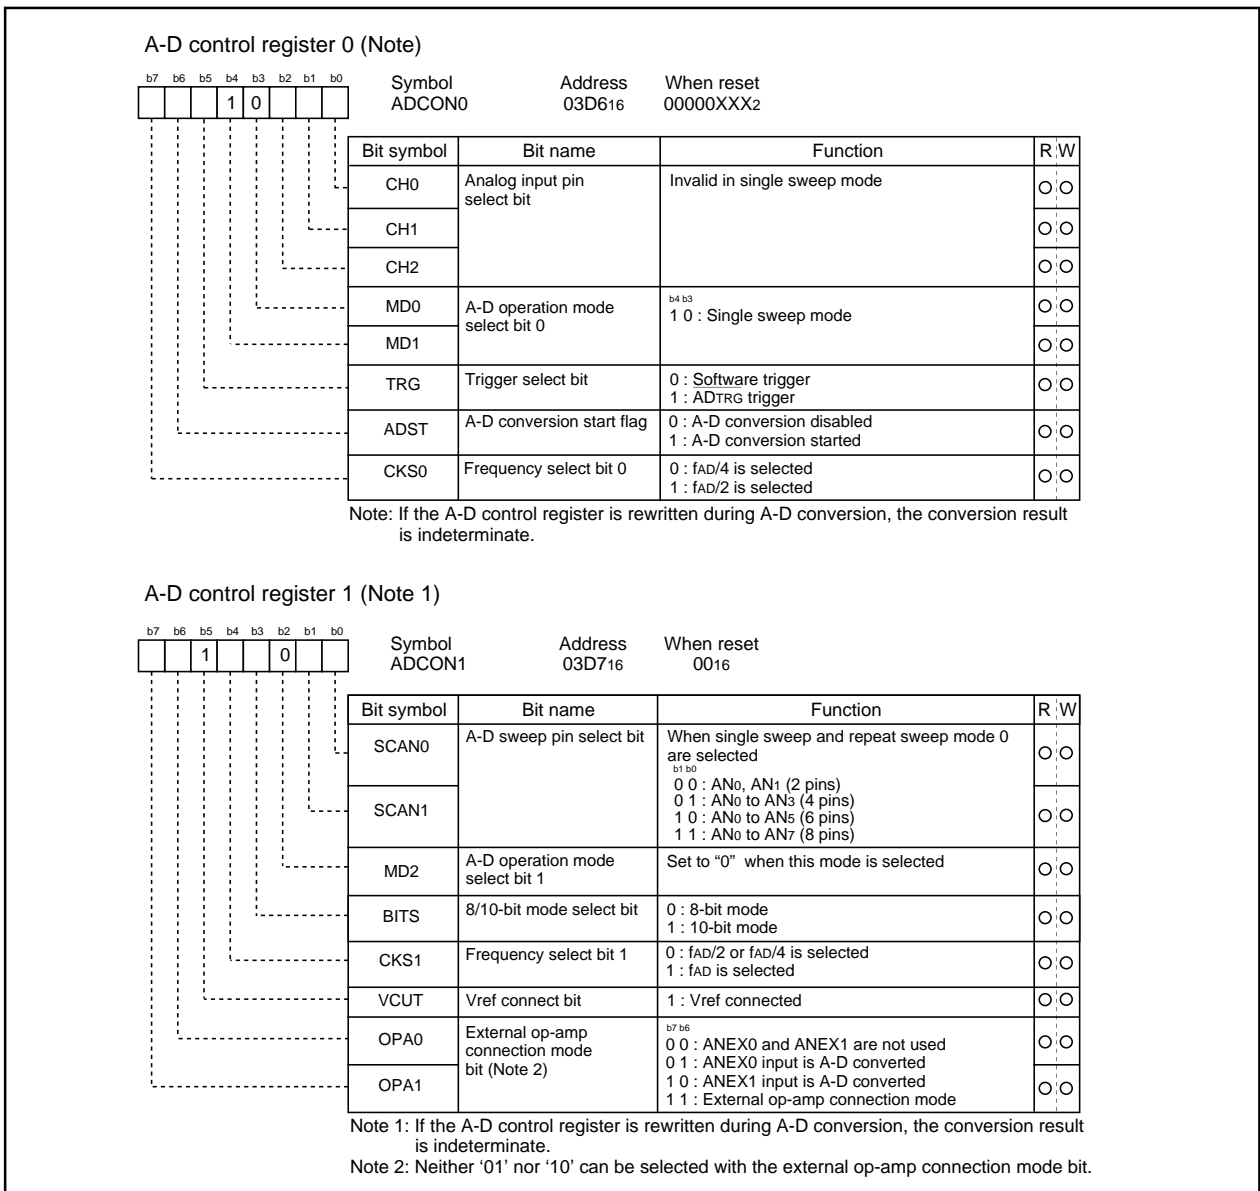 A-D control register 0 (Note)
b7 b6 b5 b4 b3 b2 b1 b0
1 0
Symbol Address When reset
ADCON0 03D616 00000XXX2
Bit symbol Bit name Function R W
CH0 Analog input pin select bit Invalid in single sweep mode
CH1
CH2
MD0 A-D operation mode select bit 0
b4 b3
1 0 : Single sweep mode
MD1
TRG Trigger select bit 0 : Software trigger
1 : ADTRG trigger
ADST A-D conversion start flag 0 : A-D conversion disabled
1 : A-D conversion started
CKS0 Frequency select bit 0 0 : fAD/4 is selected
1 : fAD/2 is selected
Note: If the A-D control register is rewritten during A-D conversion, the conversion result
is indeterminate.
A-D control register 1 (Note 1)
b7 b6 b5 b4 b3 b2 b1 b0
1 0
Symbol Address When reset
ADCON1 03D716 0016
Bit symbol Bit name Function R W
SCAN0 A-D sweep pin select bit When single sweep and repeat sweep mode 0
are selected
b1 b0
0 0 : AN0, AN1 (2 pins)
0 1 : AN0 to AN3 (4 pins)
1 0 : AN0 to AN5 (6 pins)
1 1 : AN0 to AN7 (8 pins)
SCAN1
MD2 A-D operation mode select bit 1 Set to “0” when this mode is selected
BITS 8/10-bit mode select bit 0 : 8-bit mode
1 : 10-bit mode
CKS1 Frequency select bit 1 0 : fAD/2 or fAD/4 is selected
1 : fAD is selected
VCUT Vref connect bit 1 : Vref connected
OPA0 External op-amp connection mode bit (Note 2)
b7 b6
0 0 : ANEX0 and ANEX1 are not used
0 1 : ANEX0 input is A-D converted
1 0 : ANEX1 input is A-D converted
1 1 : External op-amp connection mode
OPA1
Note 1: If the A-D control register is rewritten during A-D conversion, the conversion result
is indeterminate.
Note 2: Neither ‘01’ nor ‘10’ can be selected with the external op-amp connection mode bit.